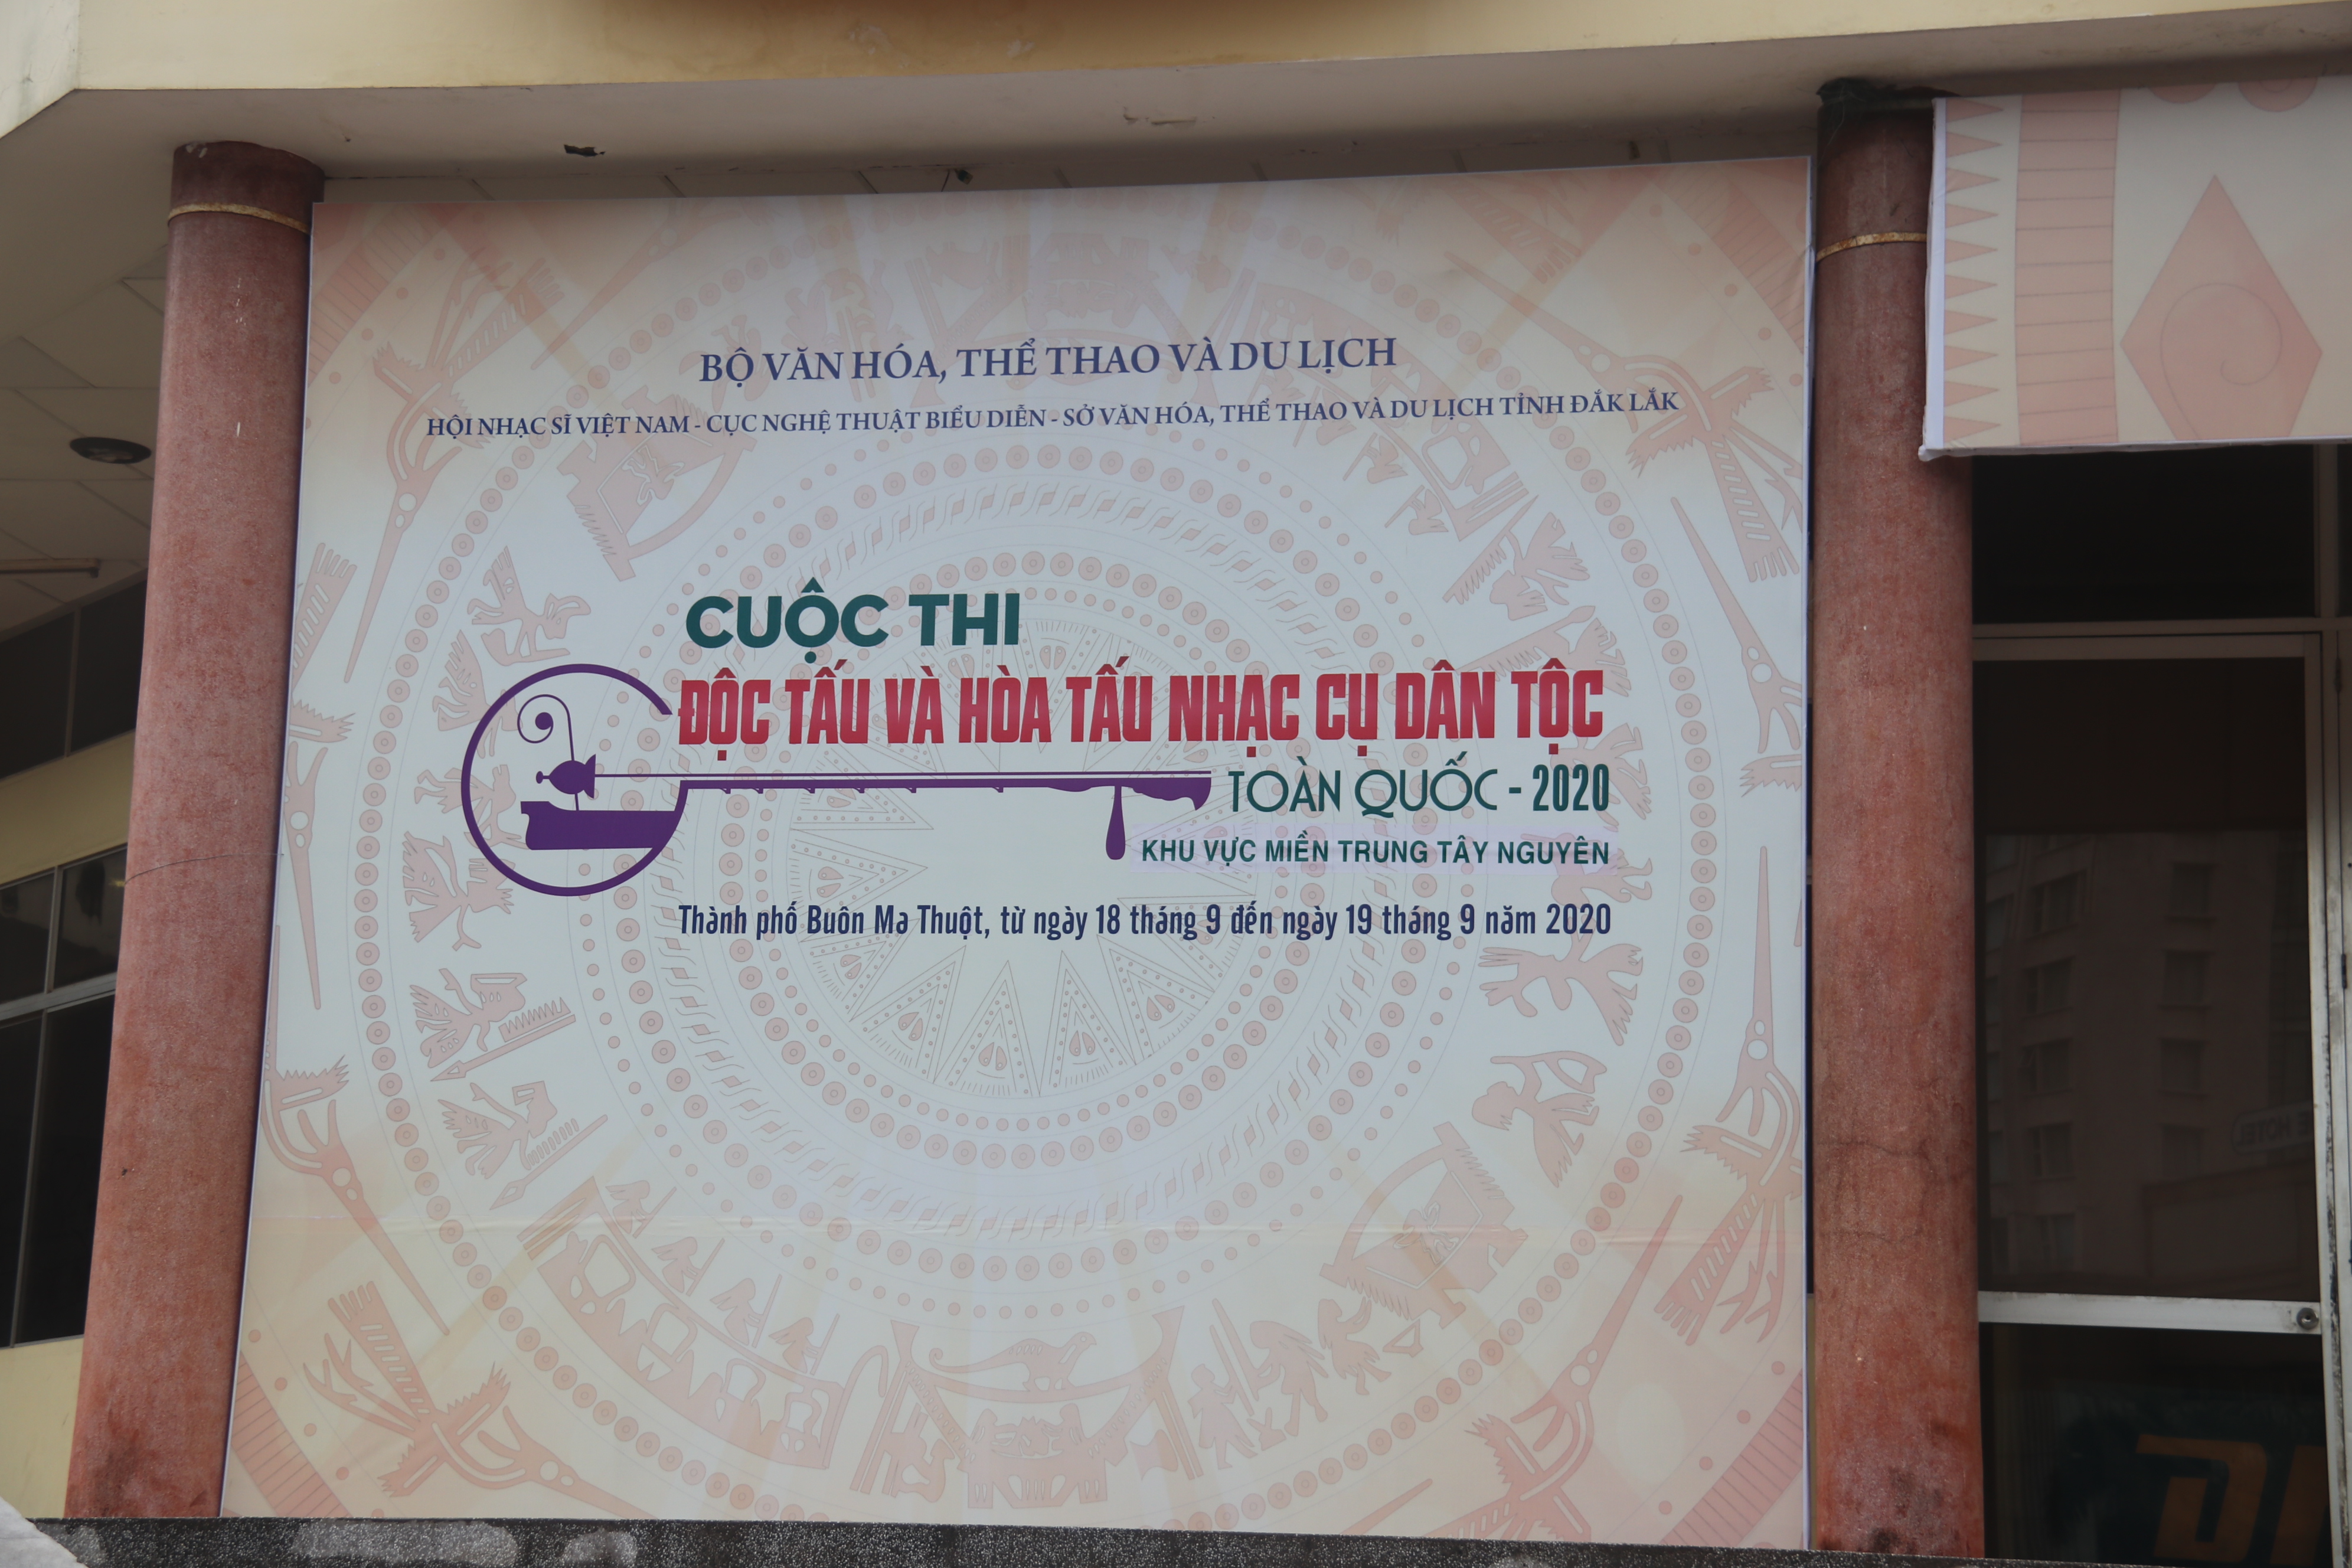 BỘ VĂN HÓA, THỂ THAO VÀ DU LỊCH
HỘI NHẠC SĨ VIỆT NAM - CỤC NGHỆ THUẬT BIỂU DIỄN - SỞ VĂN HÓA, THỂ THAO VÀ DU LỊCH TỈNH ĐẮK LẮK
CUỘC THI
ĐỘC TẤU VÀ HÒA TẤU NHẠC CỤ DÂN TỘC
TOÀN QUỐC - 2020
KHU VỰC MIỀN TRUNG TÂY NGUYÊN
Thành phố Buôn Ma Thuột, từ ngày 18 tháng 9 đến ngày 19 tháng 9 năm 2020